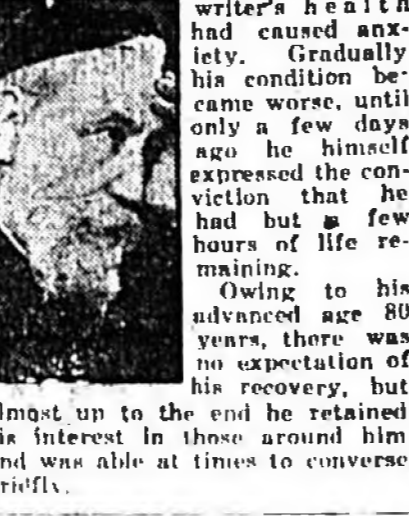 writer's health
had caused anx-
iety. Gradually
his condition be-
came worse, until
only a few days
ago he himself
expressed the con-
viction that he
had but a few
hours of life re-
maining.
Owing to his
advanced age 80
years, there was
no expectation of
his recovery, but
lmost up to the end he retained
is interest in those around him
nd was able at times to converse
riefly.